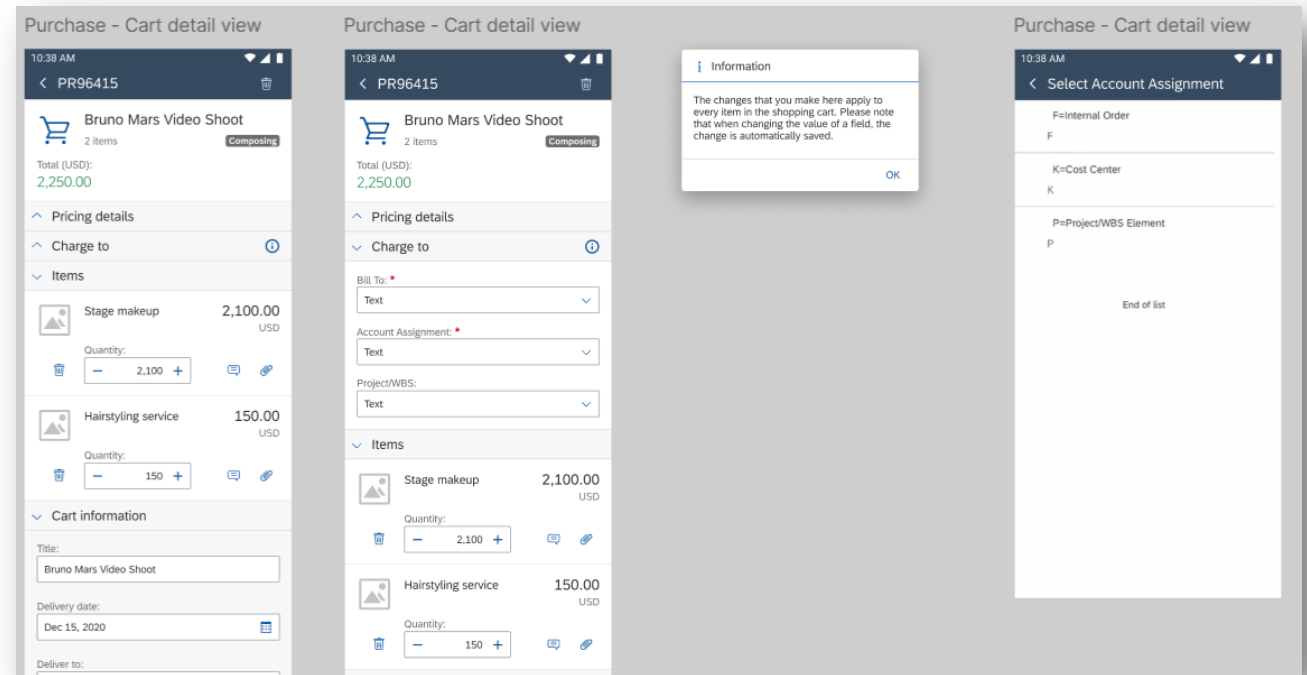 Purchase - Cart detail view
10:38 AM
PR96415
Bruno Mars Video Shoot
2 items
Composing
Total (USD):
2,250.00
Pricing details
Charge to
Items
Stage makeup
2,100.00
USD
Quantity:
2,100
Hairstyling service
150.00
USD
Quantity:
150
Cart information
Title:
Bruno Mars Video Shoot
Delivery date:
Dec 15, 2020
Deliver to:
Purchase - Cart detail view
10:38 AM
PR96415
Bruno Mars Video Shoot
2 items
Composing
Total (USD):
2,250.00
Pricing details
Charge to
Bill To: *
Text
Account Assignment: *
Text
Project/WBS:
Text
Items
Stage makeup
2,100.00
USD
Quantity:
2,100
Hairstyling service
150.00
USD
Quantity:
150
Information
The changes that you make here apply to
every item in the shopping cart. Please note
that when changing the value of a field, the
change is automatically saved.
OK
Purchase - Cart detail view
10:38 AM
Select Account Assignment
F=Internal Order
F
K=Cost Center
K
P=Project/WBS Element
P
End of list